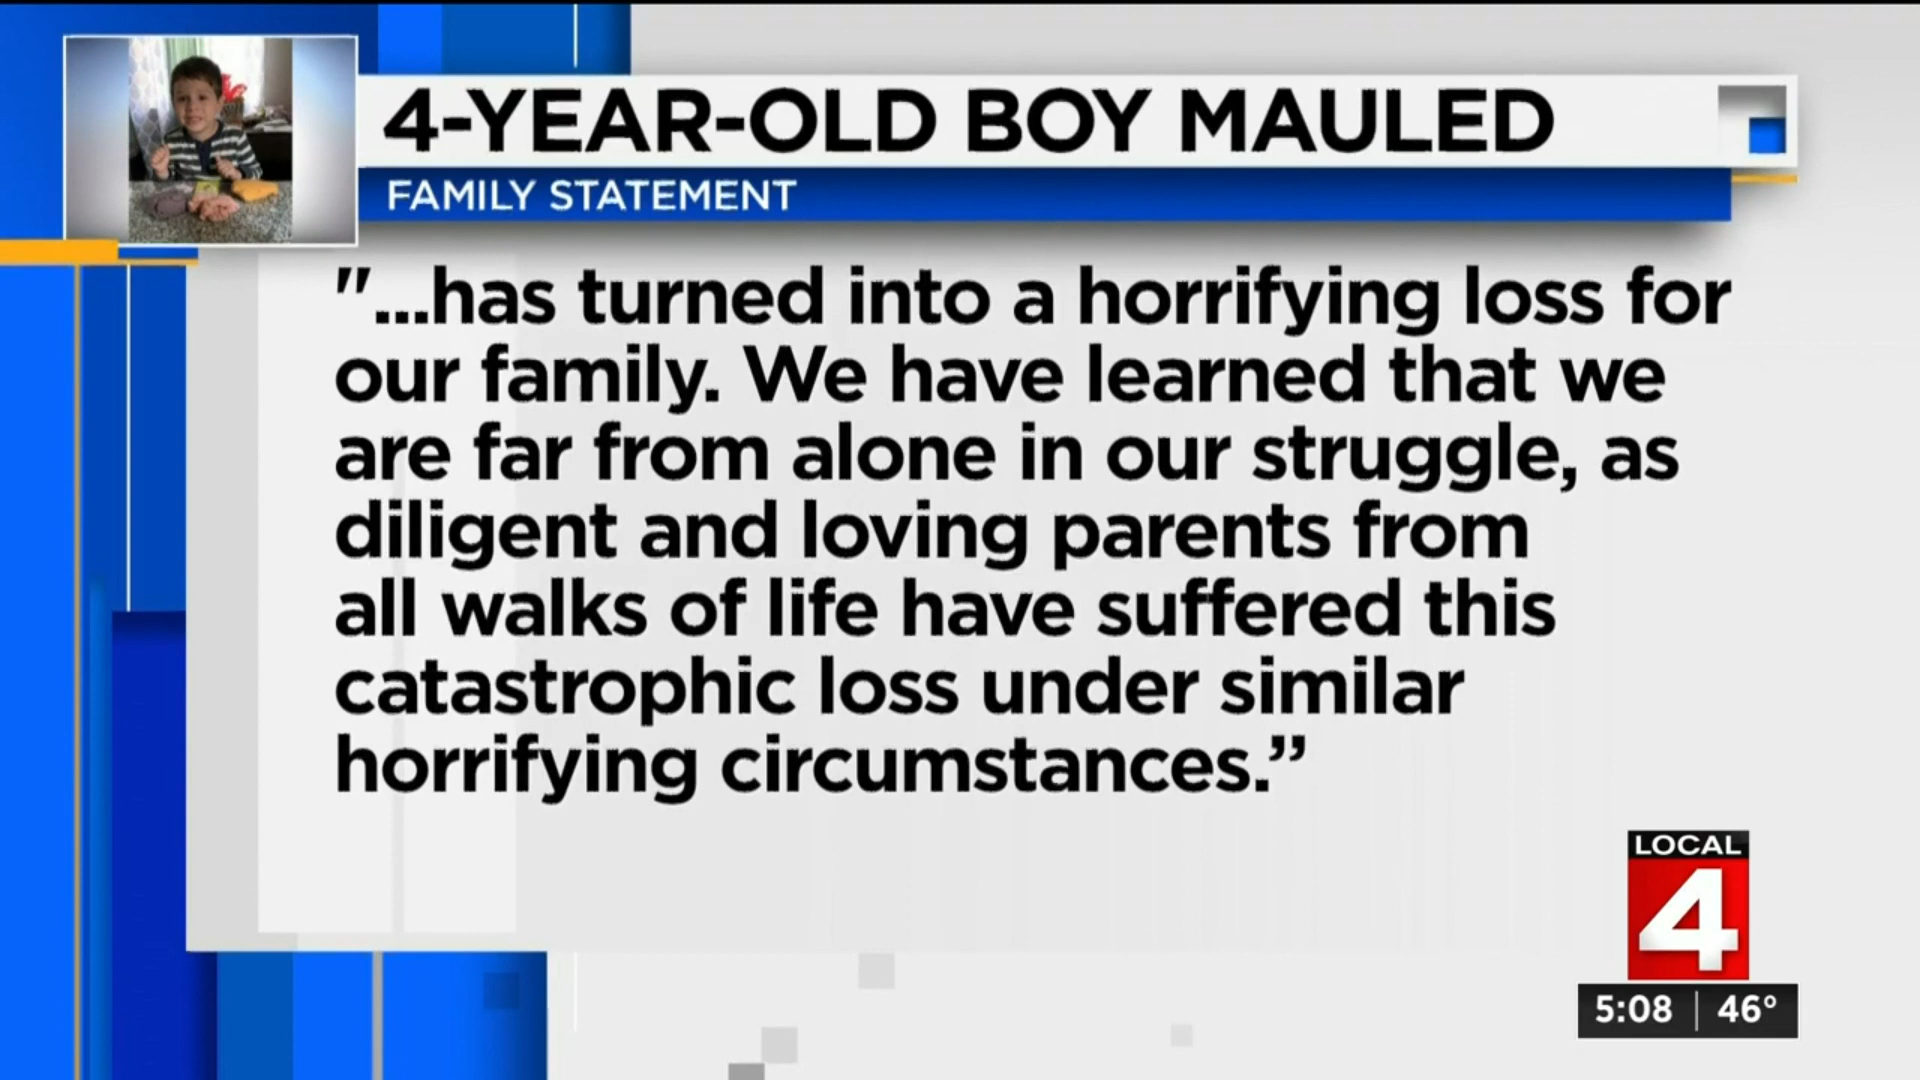 4-YEAR-OLD BOY MAULED
FAMILY STATEMENT
"...has turned into a horrifying loss for
our family. We have learned that we
are far from alone in our struggle, as
diligent and loving parents from
all walks of life have suffered this
catastrophic loss under similar
horrifying circumstances.”
LOCAL
4
5:08 | 46°